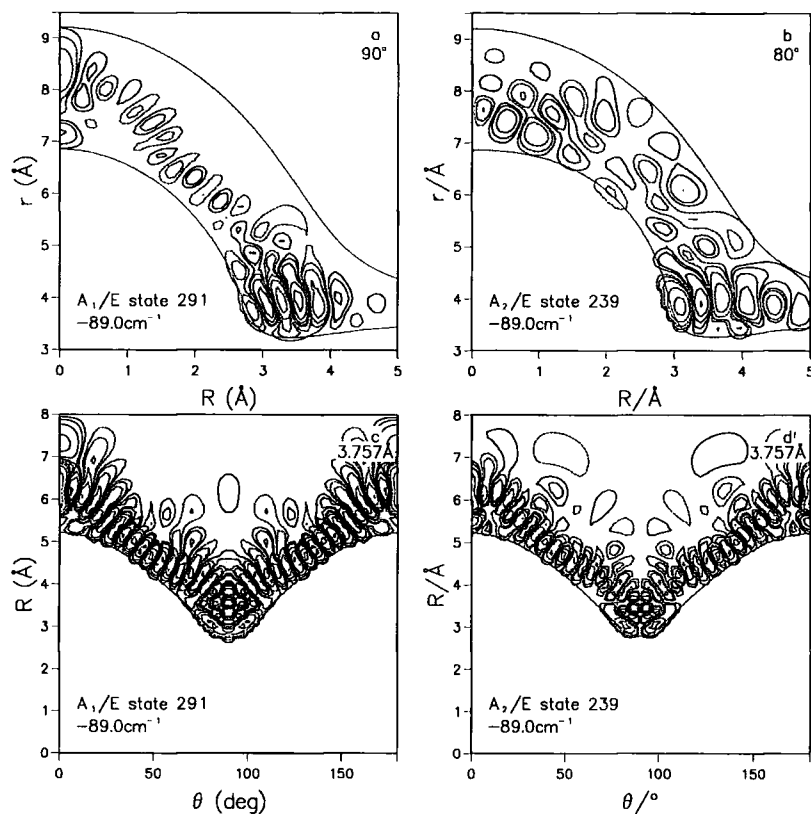 a
90°
9
8
7
6
5
4
3
r (Å)
A₁/E state 291
−89.0cm⁻¹
0 1 2 3 4 5
R (Å)
b
80°
9
8
7
6
5
4
3
r/Å
A₂/E state 239
−89.0cm⁻¹
0 1 2 3 4 5
R/Å
c
3.757Å
8
7
6
5
4
3
2
1
0
R (Å)
A₁/E state 291
−89.0cm⁻¹
0 50 100 150
θ (deg)
d
3.757Å
8
7
6
5
4
3
2
1
0
R/Å
A₂/E state 239
−89.0cm⁻¹
0 50 100 150
θ/°